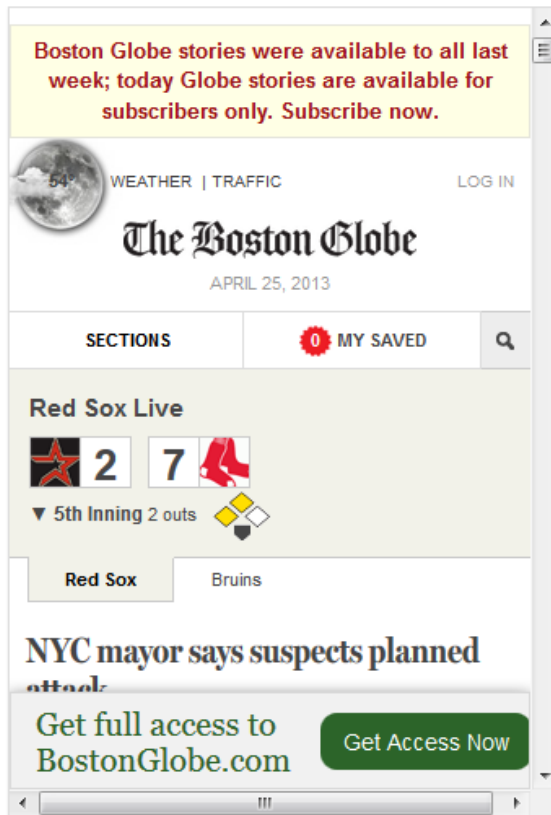 Boston Globe stories were available to all last
week; today Globe stories are available for
subscribers only. Subscribe now.
54° WEATHER | TRAFFIC LOG IN
The Boston Globe
APRIL 25, 2013
SECTIONS 0 MY SAVED
Red Sox Live
2 7
▼ 5th Inning 2 outs
Red Sox Bruins
NYC mayor says suspects planned
attack
Get full access to
BostonGlobe.com
Get Access Now